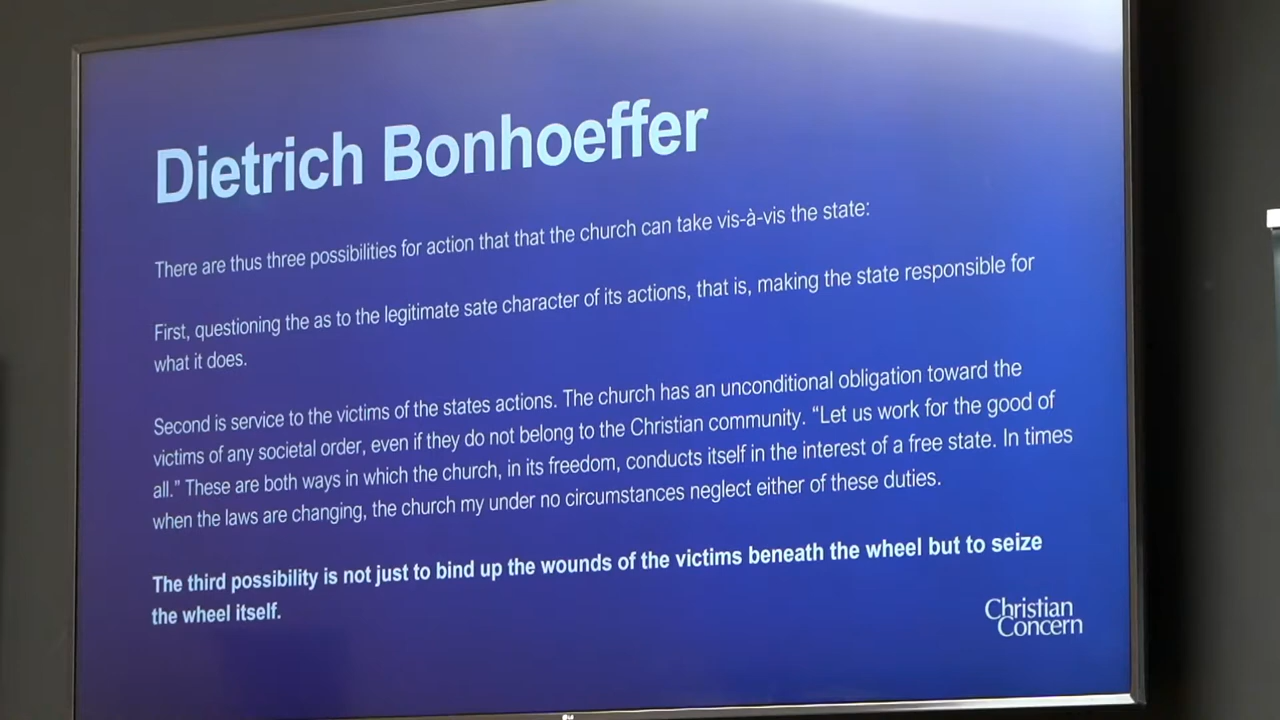 Dietrich Bonhoeffer
There are thus three possibilities for action that that the church can take vis-à-vis the state:
First, questioning the as to the legitimate sate character of its actions, that is, making the state responsible for
what it does.
Second is service to the victims of the states actions. The church has an unconditional obligation toward the
victims of any societal order, even if they do not belong to the Christian community. “Let us work for the good of
all.” These are both ways in which the church, in its freedom, conducts itself in the interest of a free state. In times
when the laws are changing, the church my under no circumstances neglect either of these duties.
The third possibility is not just to bind up the wounds of the victims beneath the wheel but to seize
the wheel itself.
Christian
Concern